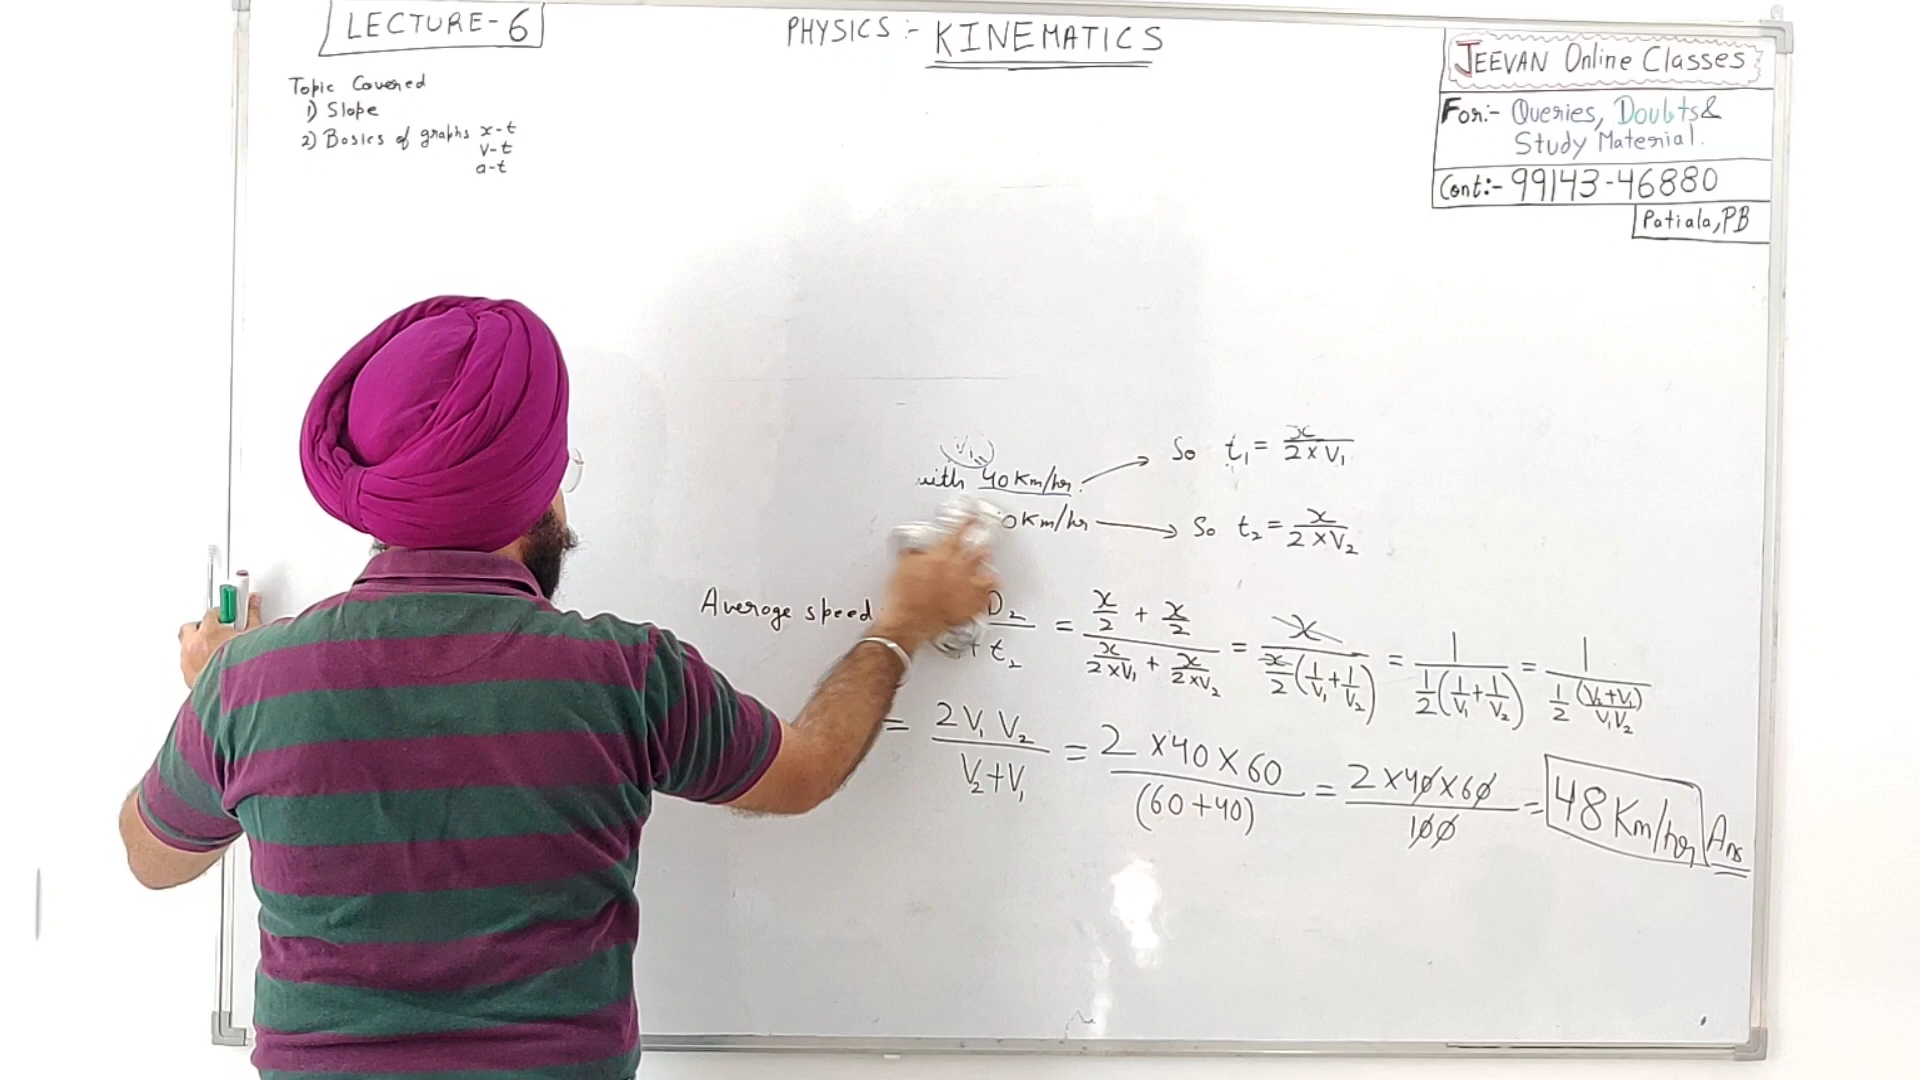 LECTURE-6
PHYSICS :- KINEMATICS
Topic Covered
1) Slope
2) Basics of graphs x-t
v-t
a-t
JEEVAN Online Classes
For:- Queries, Doubts &
Study Material.
Cont:- 99143-46880
Patiala, PB
V₁
with 40 Km/hr. → So t₁ = x/(2×V₁)
0 Km/hr → So t₂ = x/(2×V₂)
Average speed D₂/(+ t₂) = (x/2 + x/2)/(x/(2×V₁) + x/(2×V₂)) = x/(x/2(1/V₁+1/V₂)) = 1/(1/2(1/V₁+1/V₂)) = 1/(1/2 (V₂+V₁)/V₁V₂)
= 2V₁V₂/(V₂+V₁) = 2×40×60/(60+40) = 2×40×60/100 = 48 Km/hr Ans